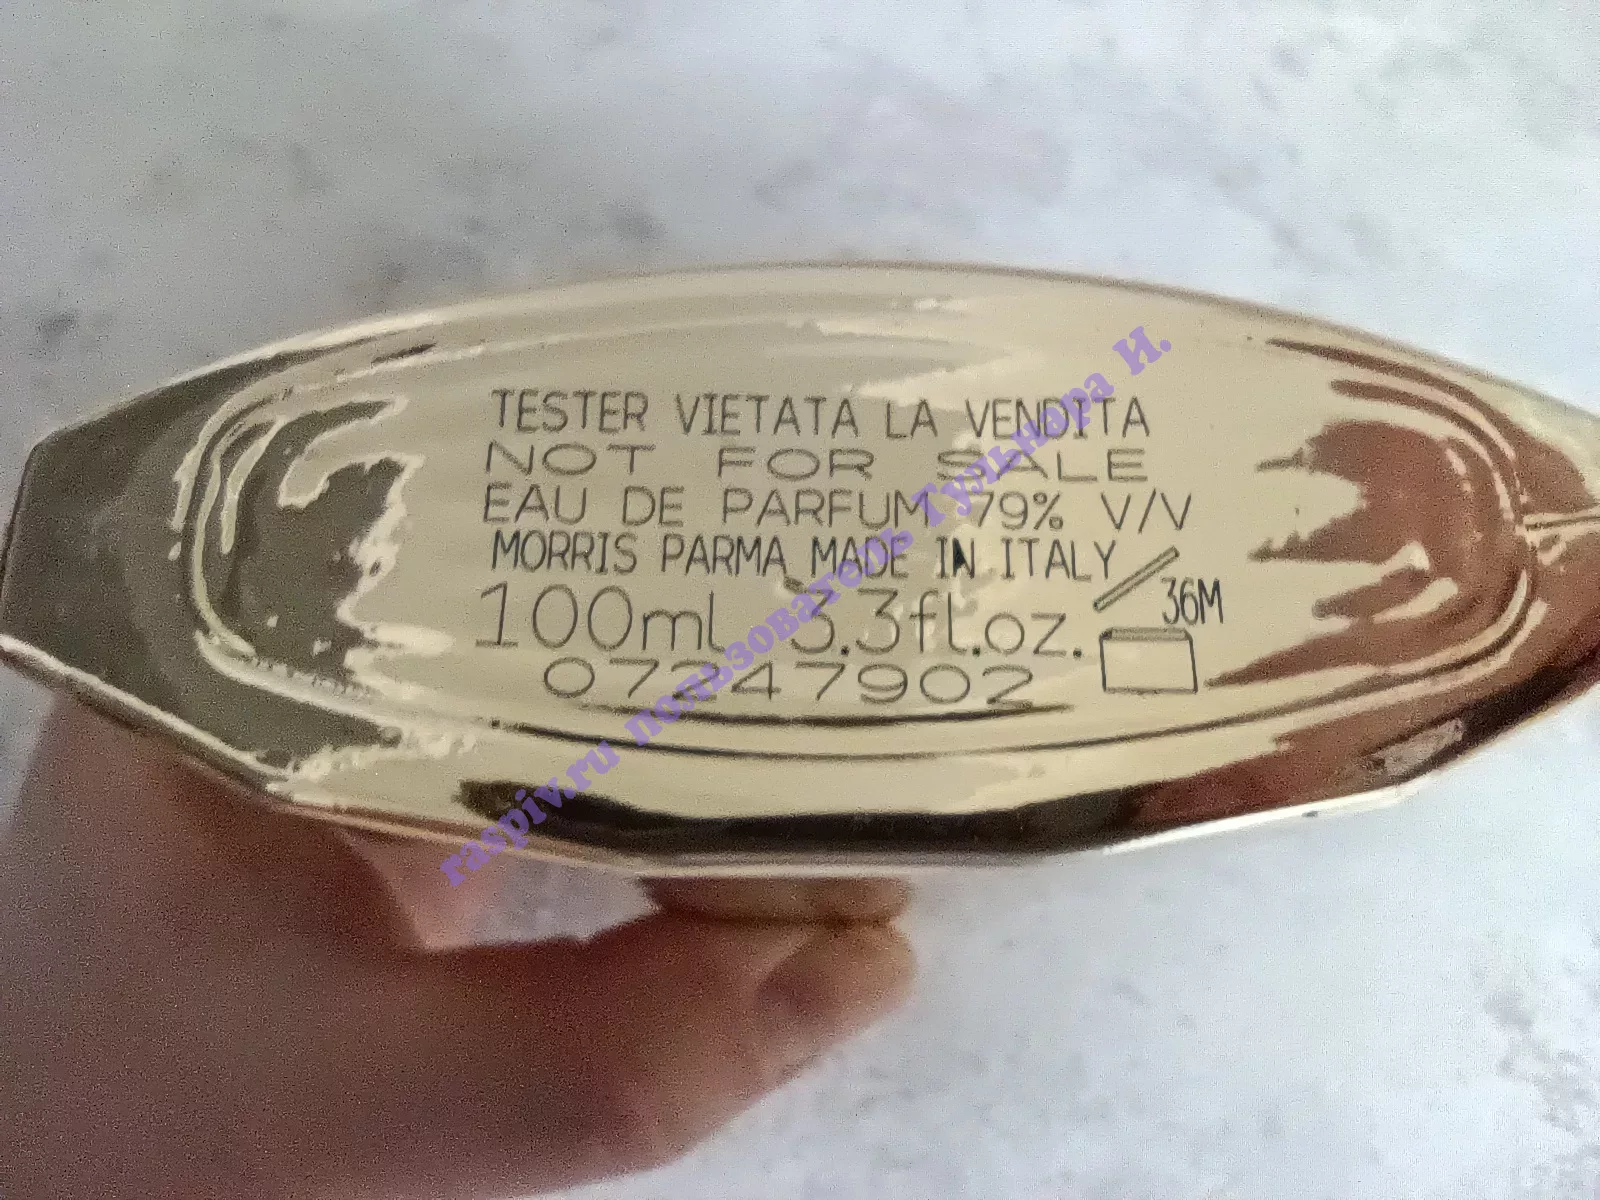 TESTER VIETATA LA VENDITA
NOT FOR SALE
EAU DE PARFUM 79% V/V
MORRIS PARMA MADE IN ITALY
100ml 3.3fl.oz.
36M
07247902
raspiv.ru пользователь Гульнара И.